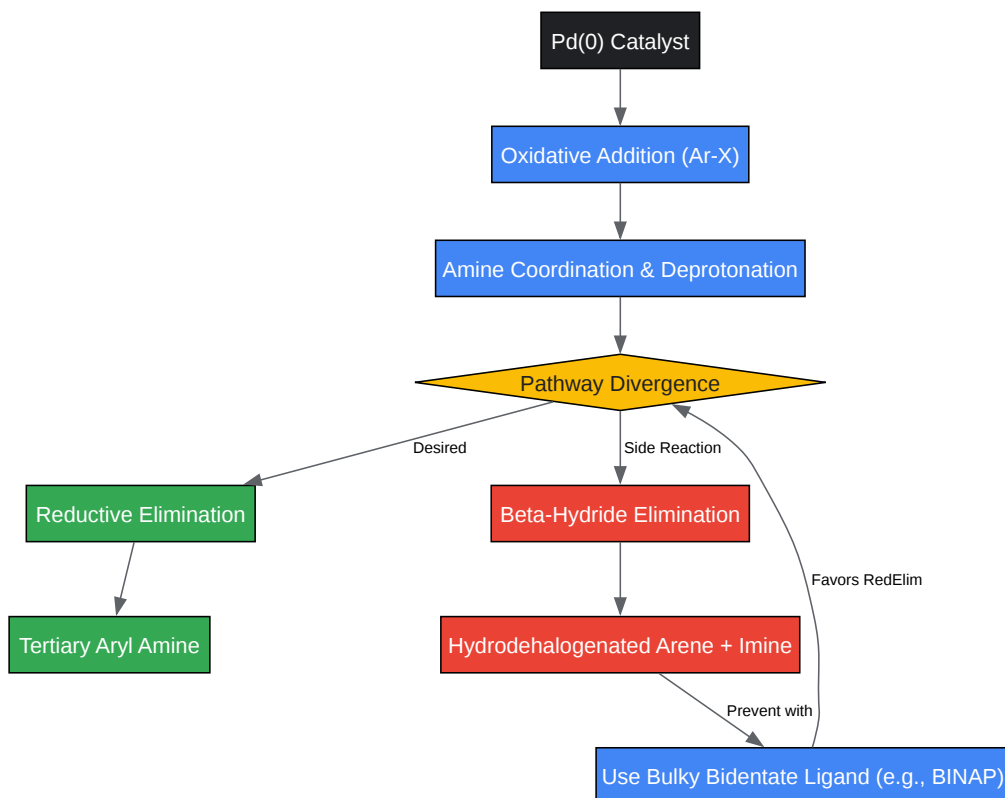 Pd(0) Catalyst
Oxidative Addition (Ar-X)
Amine Coordination & Deprotonation
Pathway Divergence
Desired
Side Reaction
Reductive Elimination
Beta-Hydride Elimination
Favors RedElim
Tertiary Aryl Amine
Hydrodehalogenated Arene + Imine
Prevent with
Use Bulky Bidentate Ligand (e.g., BINAP)